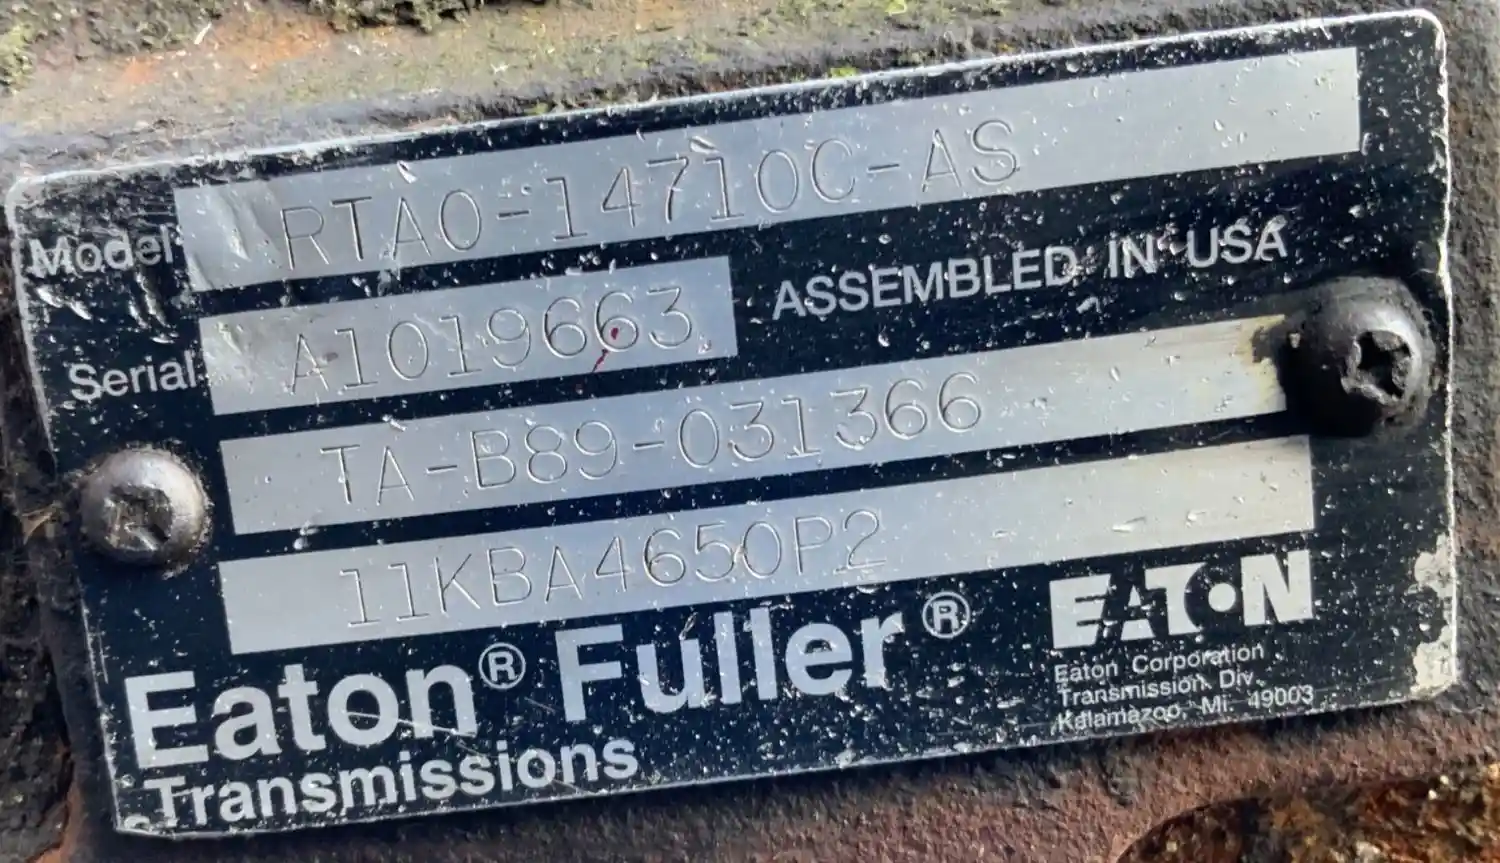 Model RTAO-14710C-AS
Serial A1019663 ASSEMBLED IN USA
TA-B89-031366
11KBA4650P2
Eaton® Fuller®
Transmissions
EATON
Eaton Corporation
Transmission Div.
Kalamazoo, Mi. 49003